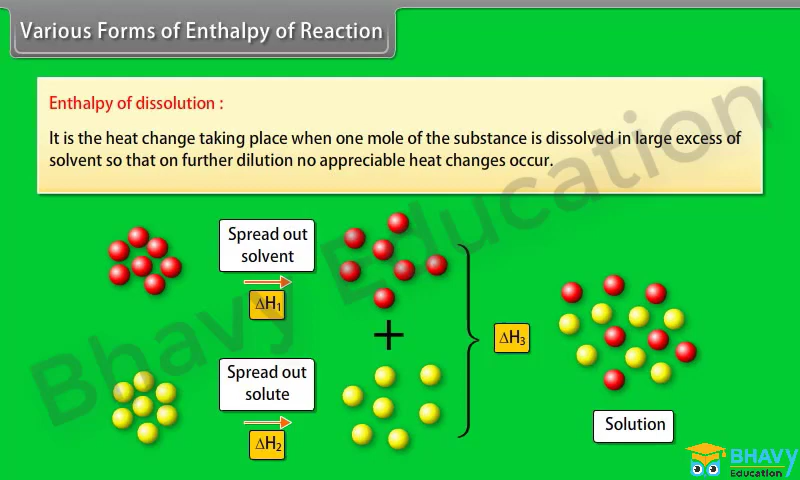 Various Forms of Enthalpy of Reaction
Enthalpy of dissolution :
It is the heat change taking place when one mole of the substance is dissolved in large excess of
solvent so that on further dilution no appreciable heat changes occur.
Spread out
solvent
ΔH₁
+
ΔH₃
Spread out
solute
ΔH₂
Solution
Bhavy Education
BHAVY
Education